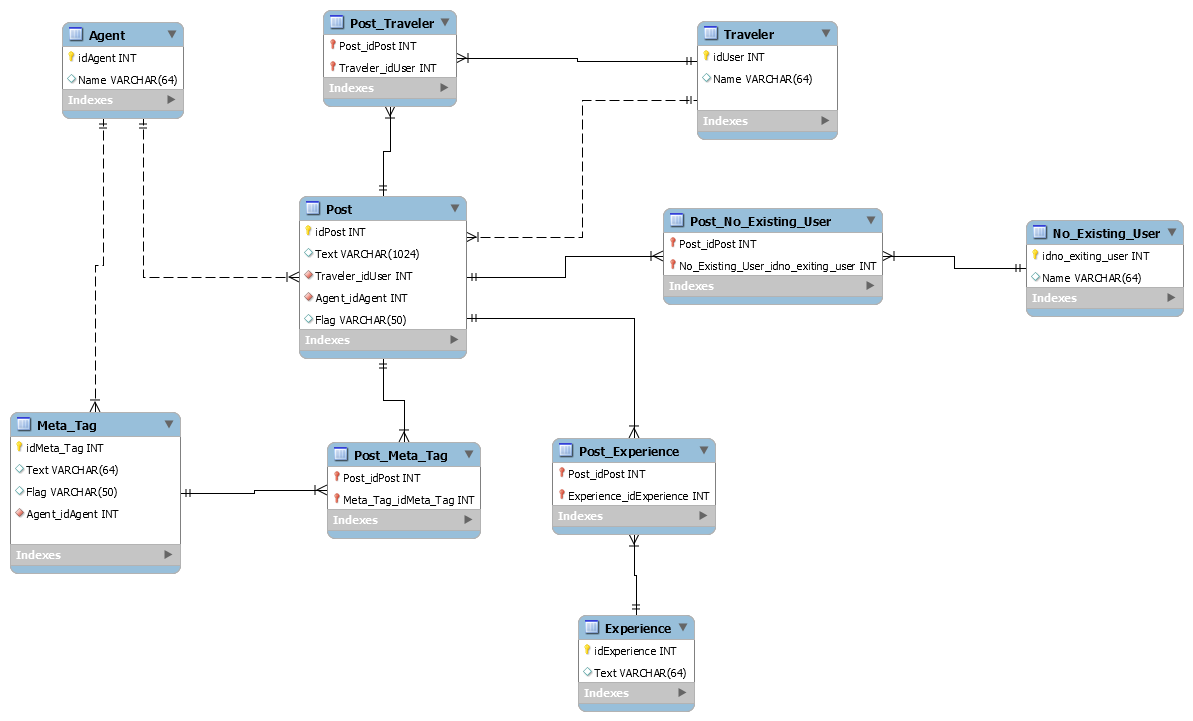 Agent
idAgent INT
Name VARCHAR(64)
Indexes
Post_Traveler
Post_idPost INT
Traveler_idUser INT
Indexes
Traveler
idUser INT
Name VARCHAR(64)
Indexes
Post
idPost INT
Text VARCHAR(1024)
Traveler_idUser INT
Agent_idAgent INT
Flag VARCHAR(50)
Indexes
Post_No_Existing_User
Post_idPost INT
No_Existing_User_idno_exiting_user INT
Indexes
No_Existing_User
idno_exiting_user INT
Name VARCHAR(64)
Indexes
Meta_Tag
idMeta_Tag INT
Text VARCHAR(64)
Flag VARCHAR(50)
Agent_idAgent INT
Indexes
Post_Meta_Tag
Post_idPost INT
Meta_Tag_idMeta_Tag INT
Indexes
Post_Experience
Post_idPost INT
Experience_idExperience INT
Indexes
Experience
idExperience INT
Text VARCHAR(64)
Indexes